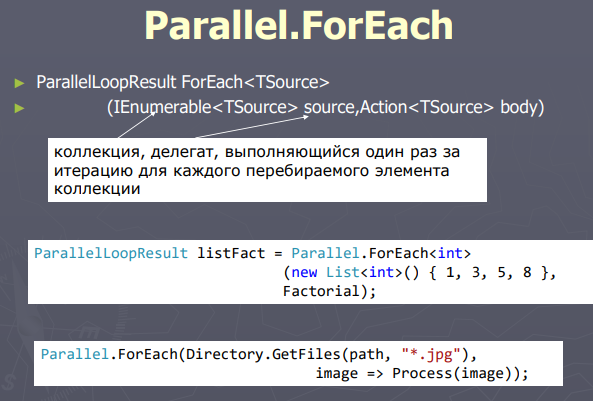 Parallel.ForEach
► ParallelLoopResult ForEach<TSource>
► (IEnumerable<TSource> source,Action<TSource> body)
коллекция, делегат, выполняющийся один раз за
итерацию для каждого перебираемого элемента
коллекции
ParallelLoopResult listFact = Parallel.ForEach<int>
(new List<int>() { 1, 3, 5, 8 },
Factorial);
Parallel.ForEach(Directory.GetFiles(path, "*.jpg"),
image => Process(image));